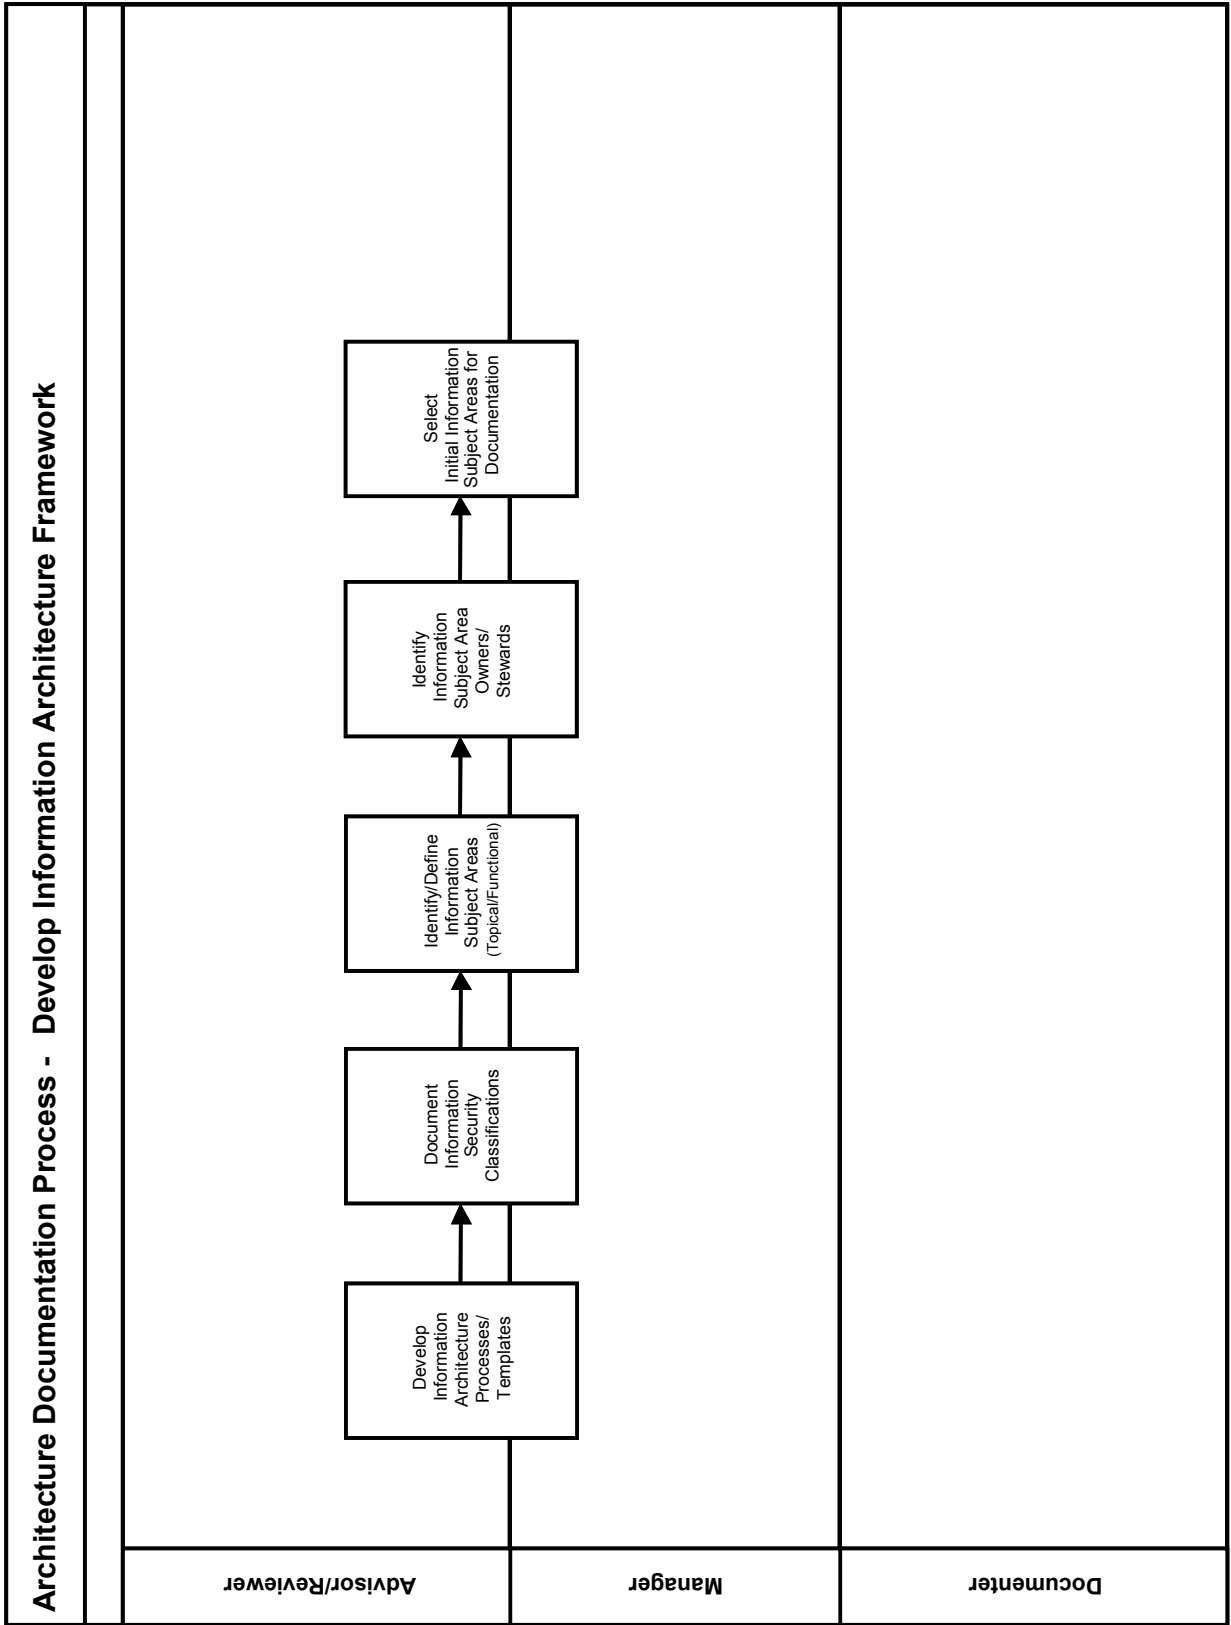 Architecture Documentation Process -  Develop Information Architecture Framework
Advisor/Reviewer
Develop
Information
Architecture
Processes/
Templates
Document
Information
Security
Classifications
Identify/Define
Information
Subject Areas
(Topical/Functional)
Identify
Information
Subject Area
Owners/
Stewards
Select
Initial Information
Subject Areas for
Documentation
Manager
Documenter